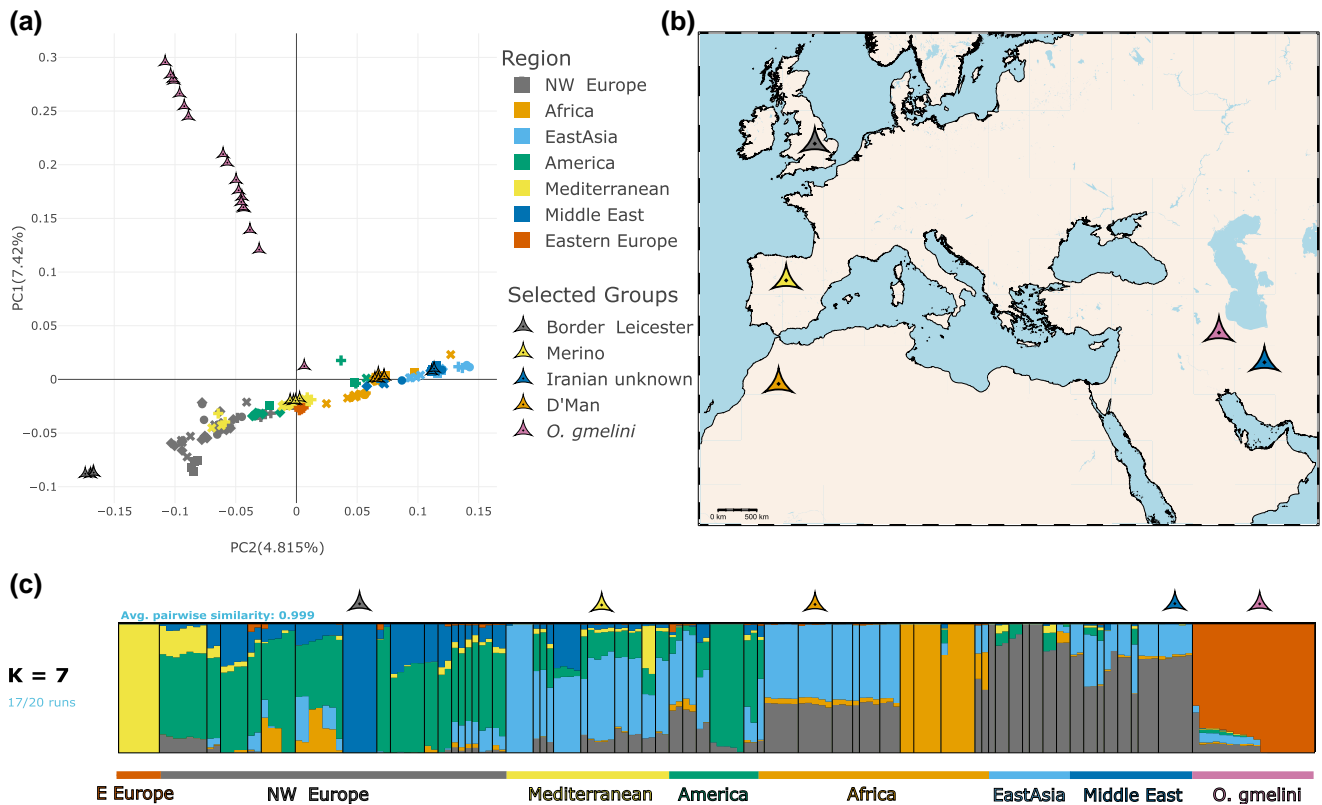 (a)
0.3
0.25
0.2
0.15
0.1
0.05
0
−0.05
−0.1
PC1(7.42%)
−0.15
−0.1
−0.05
0
0.05
0.1
0.15
PC2(4.815%)
Region
NW Europe
Africa
EastAsia
America
Mediterranean
Middle East
Eastern Europe
Selected Groups
Border Leicester
Merino
Iranian unknown
D'Man
O. gmelini
(b)
0 km 500 km
(c)
Avg. pairwise similarity: 0.999
K = 7
17/20 runs
E Europe NW Europe Mediterranean America Africa EastAsia Middle East O. gmelini